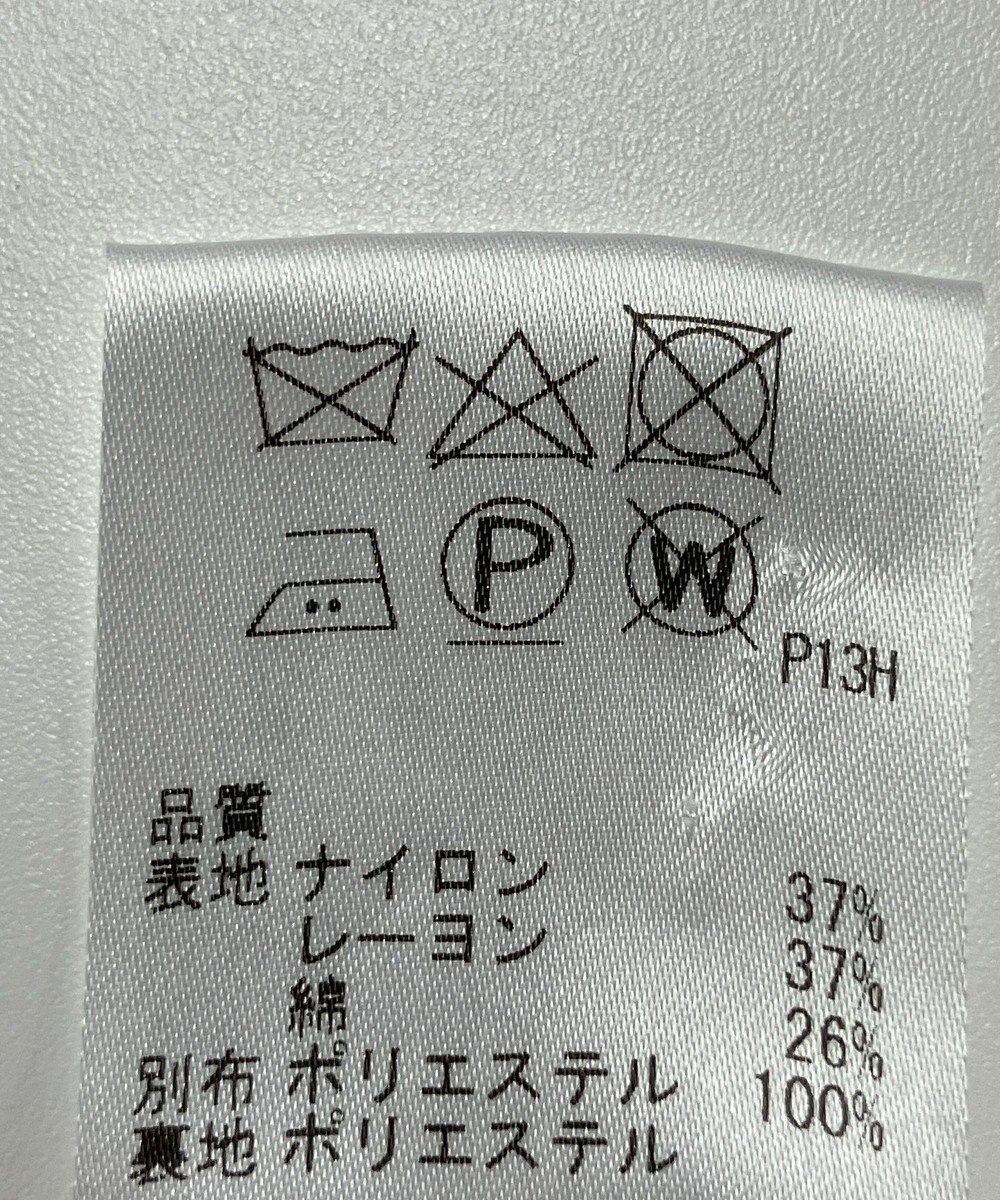 P
W
P13H
品質
表地 ナイロン 37%
レーヨン 37%
綿 26%
別布 ポリエステル 100%
裏地 ポリエステル